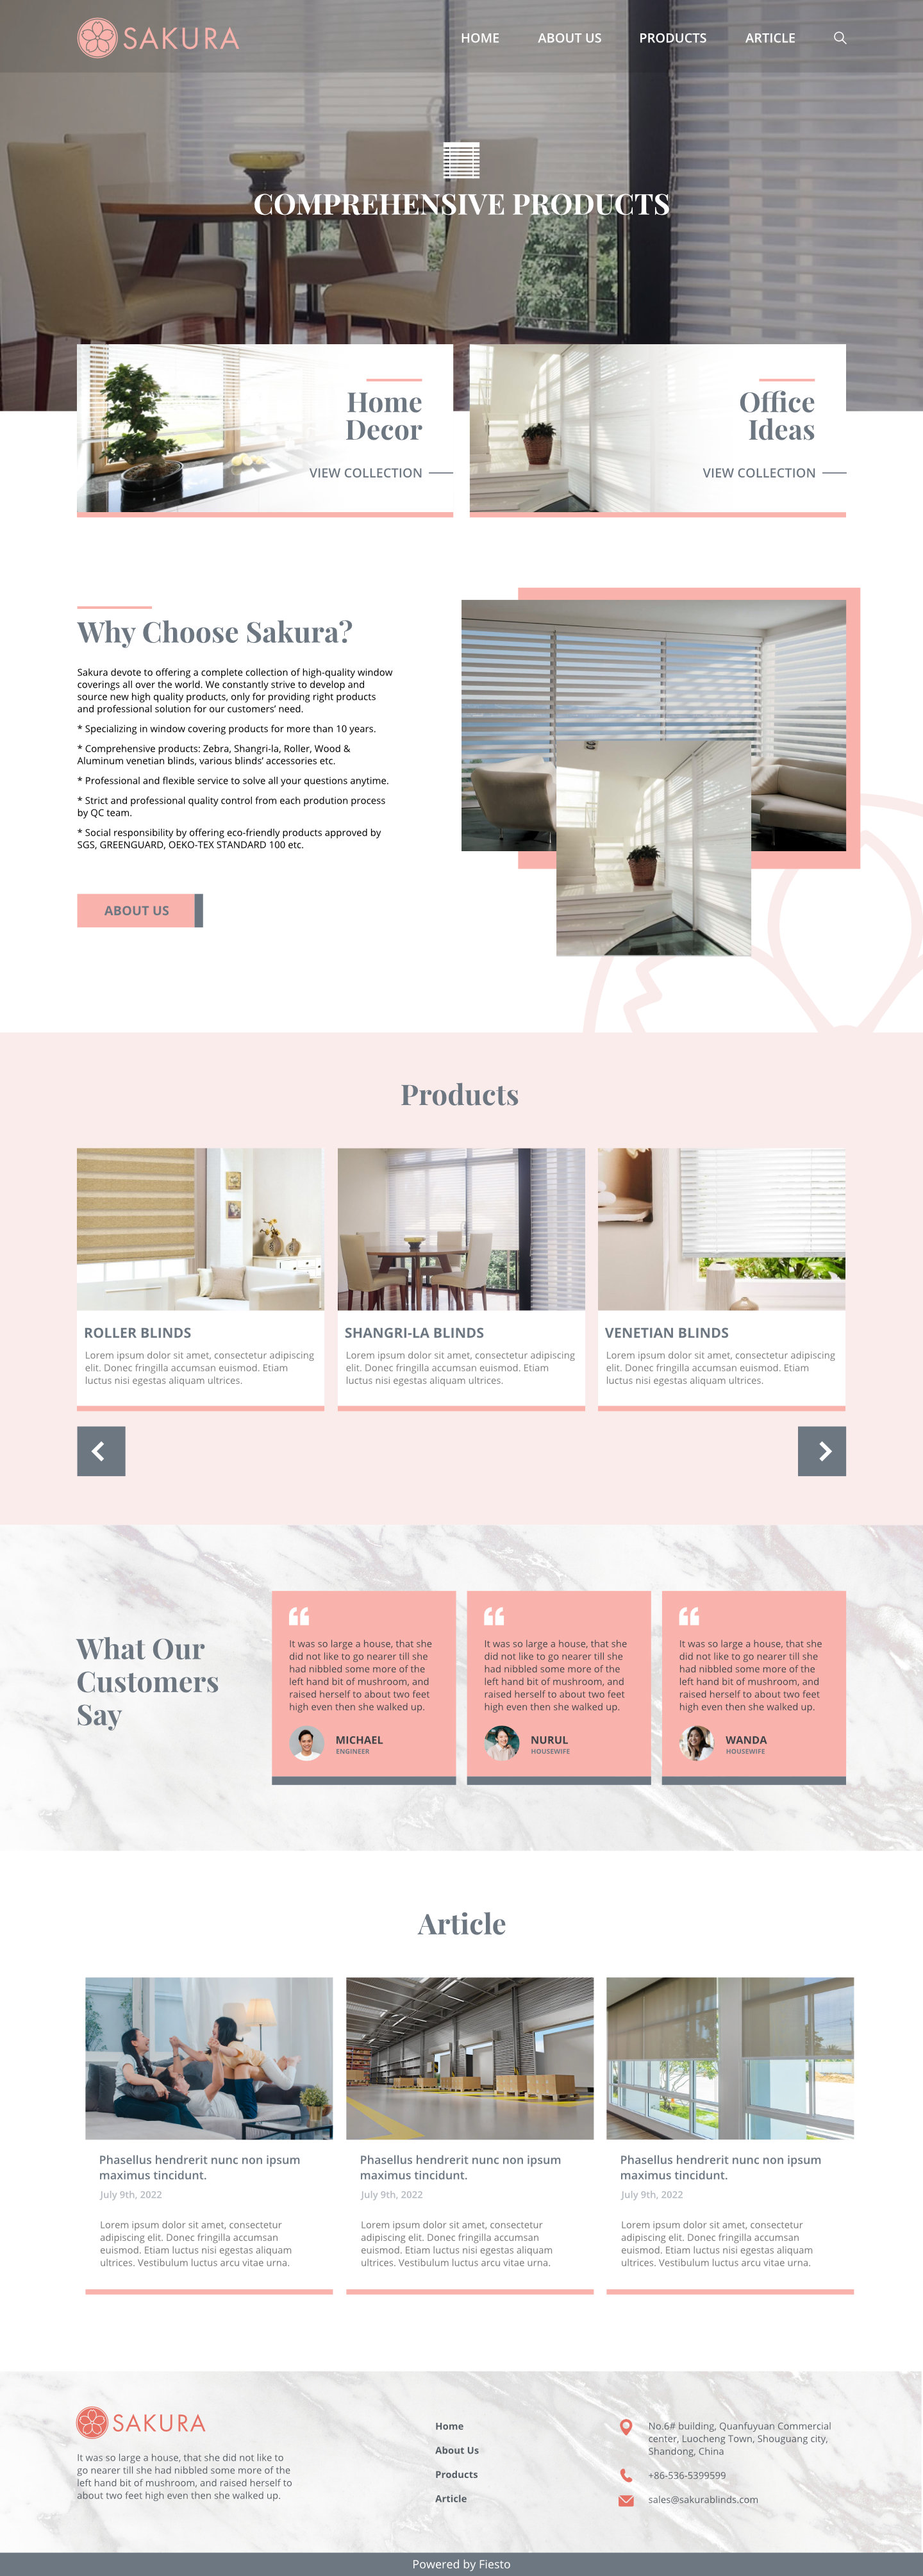 SAKURA
HOME
ABOUT US
PRODUCTS
ARTICLE
COMPREHENSIVE PRODUCTS
Home
Decor
VIEW COLLECTION
Office
Ideas
VIEW COLLECTION
Why Choose Sakura?
Sakura devote to offering a complete collection of high-quality window
coverings all over the world. We constantly strive to develop and
source new high quality products, only for providing right products
and professional solution for our customers’ need.
* Specializing in window covering products for more than 10 years.
* Comprehensive products: Zebra, Shangri-la, Roller, Wood &
Aluminum venetian blinds, various blinds’ accessories etc.
* Professional and flexible service to solve all your questions anytime.
* Strict and professional quality control from each prodution process
by QC team.
* Social responsibility by offering eco-friendly products approved by
SGS, GREENGUARD, OEKO-TEX STANDARD 100 etc.
ABOUT US
Products
ROLLER BLINDS
Lorem ipsum dolor sit amet, consectetur adipiscing
elit. Donec fringilla accumsan euismod. Etiam
luctus nisi egestas aliquam ultrices.
SHANGRI-LA BLINDS
Lorem ipsum dolor sit amet, consectetur adipiscing
elit. Donec fringilla accumsan euismod. Etiam
luctus nisi egestas aliquam ultrices.
VENETIAN BLINDS
Lorem ipsum dolor sit amet, consectetur adipiscing
elit. Donec fringilla accumsan euismod. Etiam
luctus nisi egestas aliquam ultrices.
What Our
Customers
Say
It was so large a house, that she
did not like to go nearer till she
had nibbled some more of the
left hand bit of mushroom, and
raised herself to about two feet
high even then she walked up.
MICHAEL
ENGINEER
It was so large a house, that she
did not like to go nearer till she
had nibbled some more of the
left hand bit of mushroom, and
raised herself to about two feet
high even then she walked up.
NURUL
HOUSEWIFE
It was so large a house, that she
did not like to go nearer till she
had nibbled some more of the
left hand bit of mushroom, and
raised herself to about two feet
high even then she walked up.
WANDA
HOUSEWIFE
Article
Phasellus hendrerit nunc non ipsum
maximus tincidunt.
July 9th, 2022
Lorem ipsum dolor sit amet, consectetur
adipiscing elit. Donec fringilla accumsan
euismod. Etiam luctus nisi egestas aliquam
ultrices. Vestibulum luctus arcu vitae urna.
Phasellus hendrerit nunc non ipsum
maximus tincidunt.
July 9th, 2022
Lorem ipsum dolor sit amet, consectetur
adipiscing elit. Donec fringilla accumsan
euismod. Etiam luctus nisi egestas aliquam
ultrices. Vestibulum luctus arcu vitae urna.
Phasellus hendrerit nunc non ipsum
maximus tincidunt.
July 9th, 2022
Lorem ipsum dolor sit amet, consectetur
adipiscing elit. Donec fringilla accumsan
euismod. Etiam luctus nisi egestas aliquam
ultrices. Vestibulum luctus arcu vitae urna.
SAKURA
It was so large a house, that she did not like to
go nearer till she had nibbled some more of the
left hand bit of mushroom, and raised herself to
about two feet high even then she walked up.
Home
About Us
Products
Article
No.6# building, Quanfuyuan Commercial
center, Luocheng Town, Shouguang city,
Shandong, China
+86-536-5399599
sales@sakurablinds.com
Powered by Fiesto